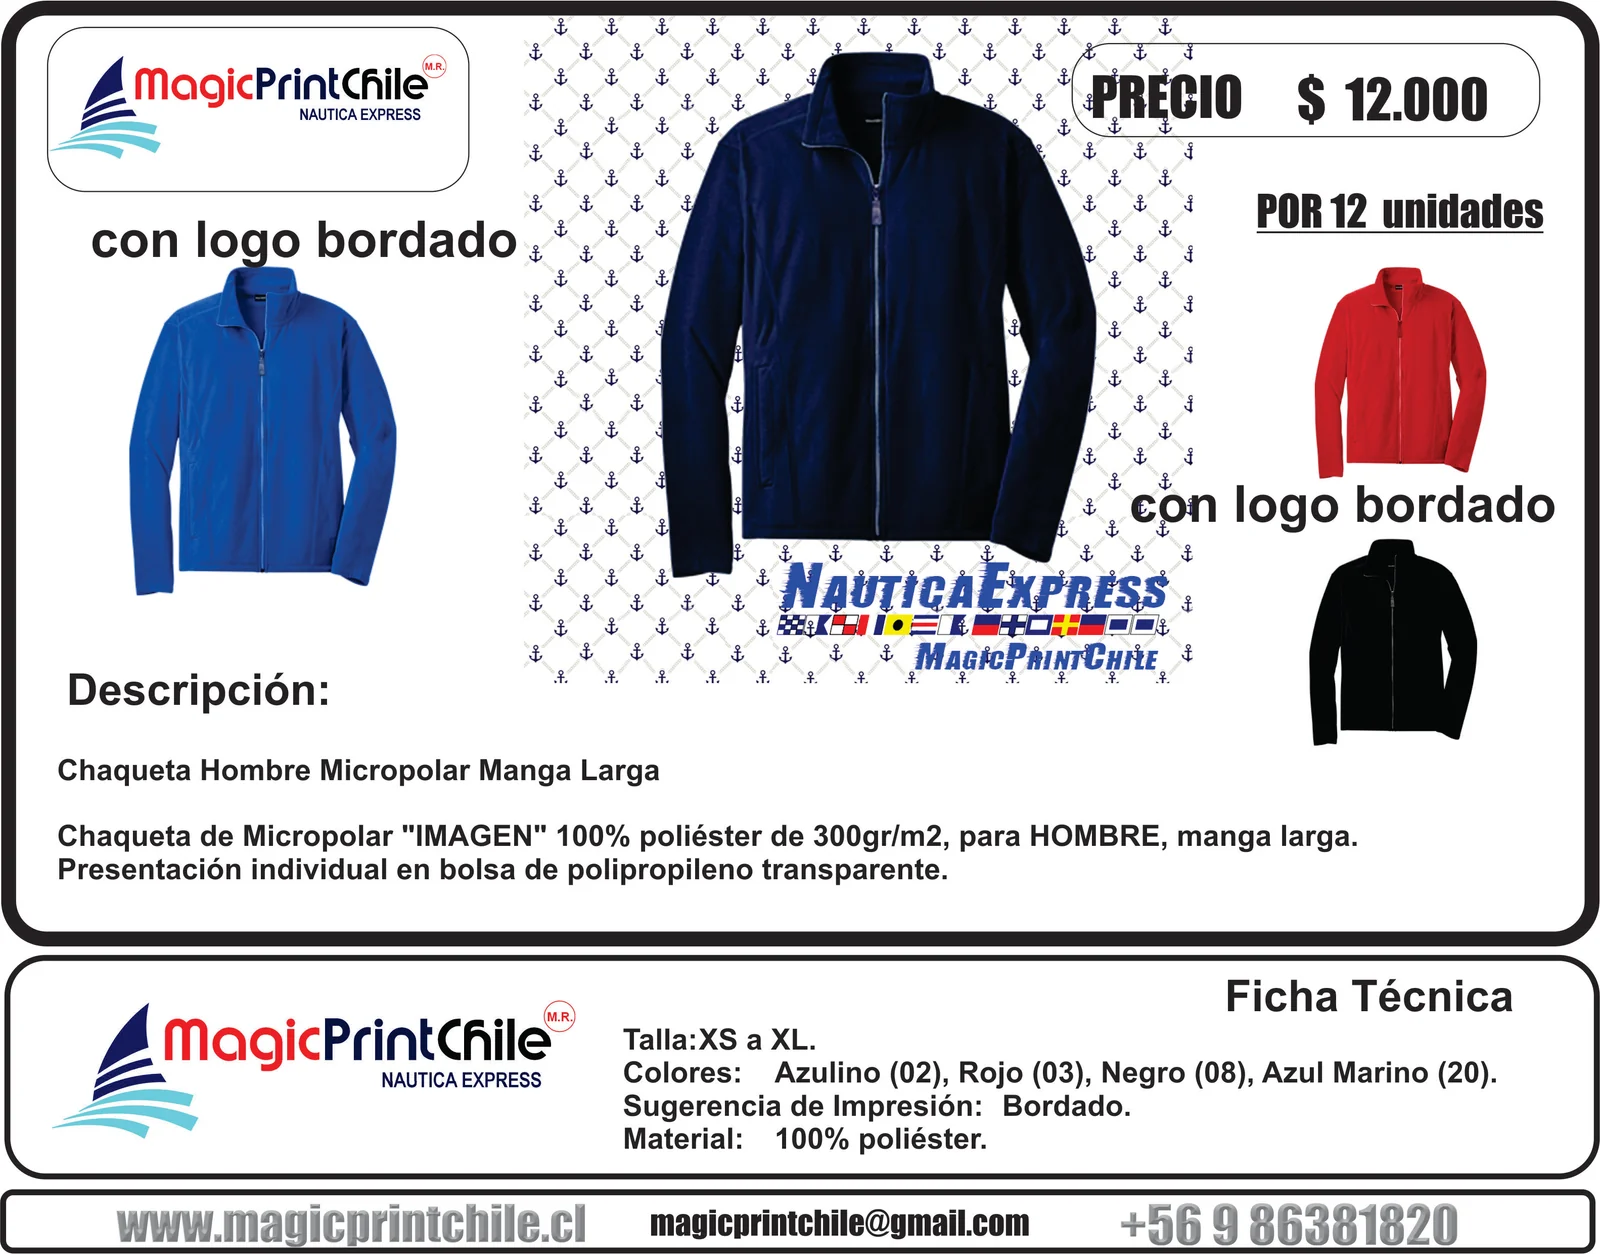 MagicPrintChile M.R.
NAUTICA EXPRESS
PRECIO $ 12.000
POR 12 unidades
con logo bordado
con logo bordado
NAUTICAEXPRESS
MAGICPRINTCHILE
Descripción:
Chaqueta Hombre Micropolar Manga Larga
Chaqueta de Micropolar "IMAGEN" 100% poliéster de 300gr/m2, para HOMBRE, manga larga.
Presentación individual en bolsa de polipropileno transparente.
MagicPrintChile M.R.
NAUTICA EXPRESS
Ficha Técnica
Talla:XS a XL.
Colores: Azulino (02), Rojo (03), Negro (08), Azul Marino (20).
Sugerencia de Impresión: Bordado.
Material: 100% poliéster.
www.magicprintchile.cl magicprintchile@gmail.com +56 9 86381820